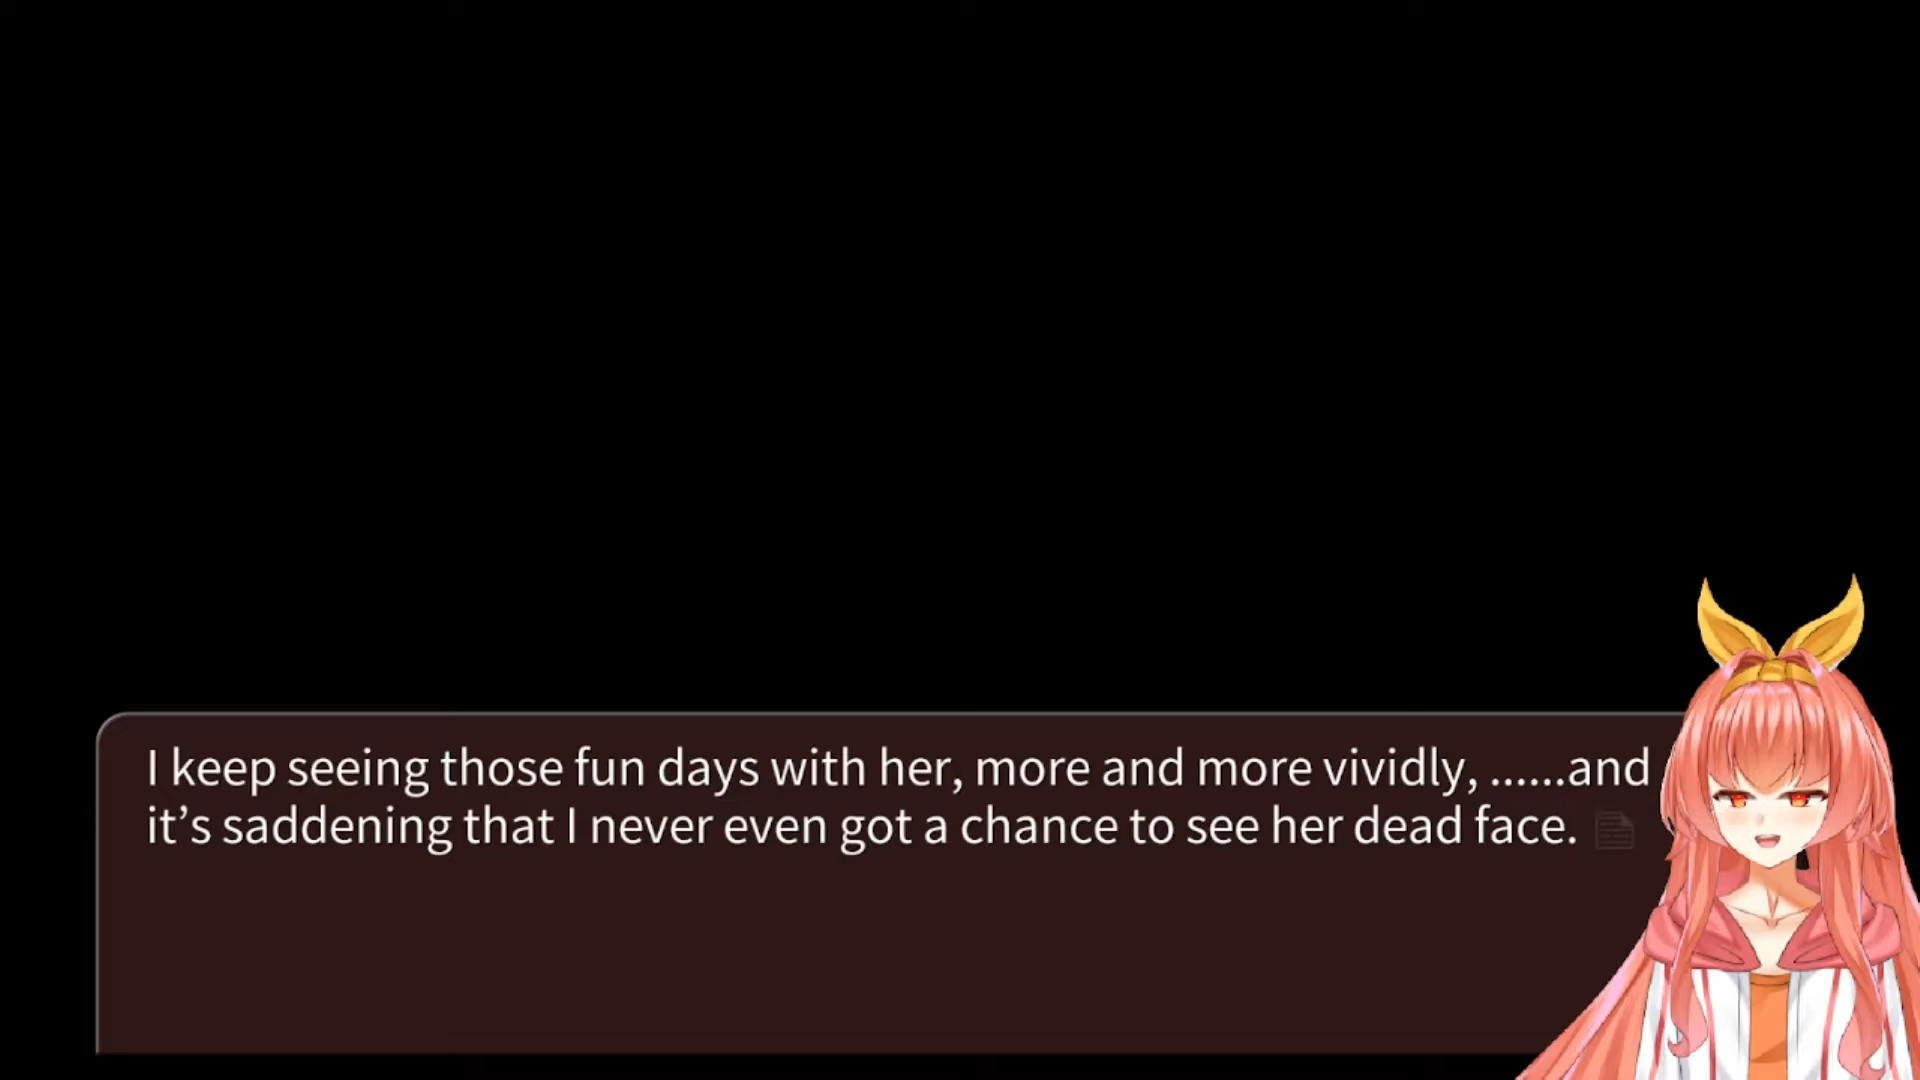 I keep seeing those fun days with her, more and more vividly, ......and
it’s saddening that I never even got a chance to see her dead face.